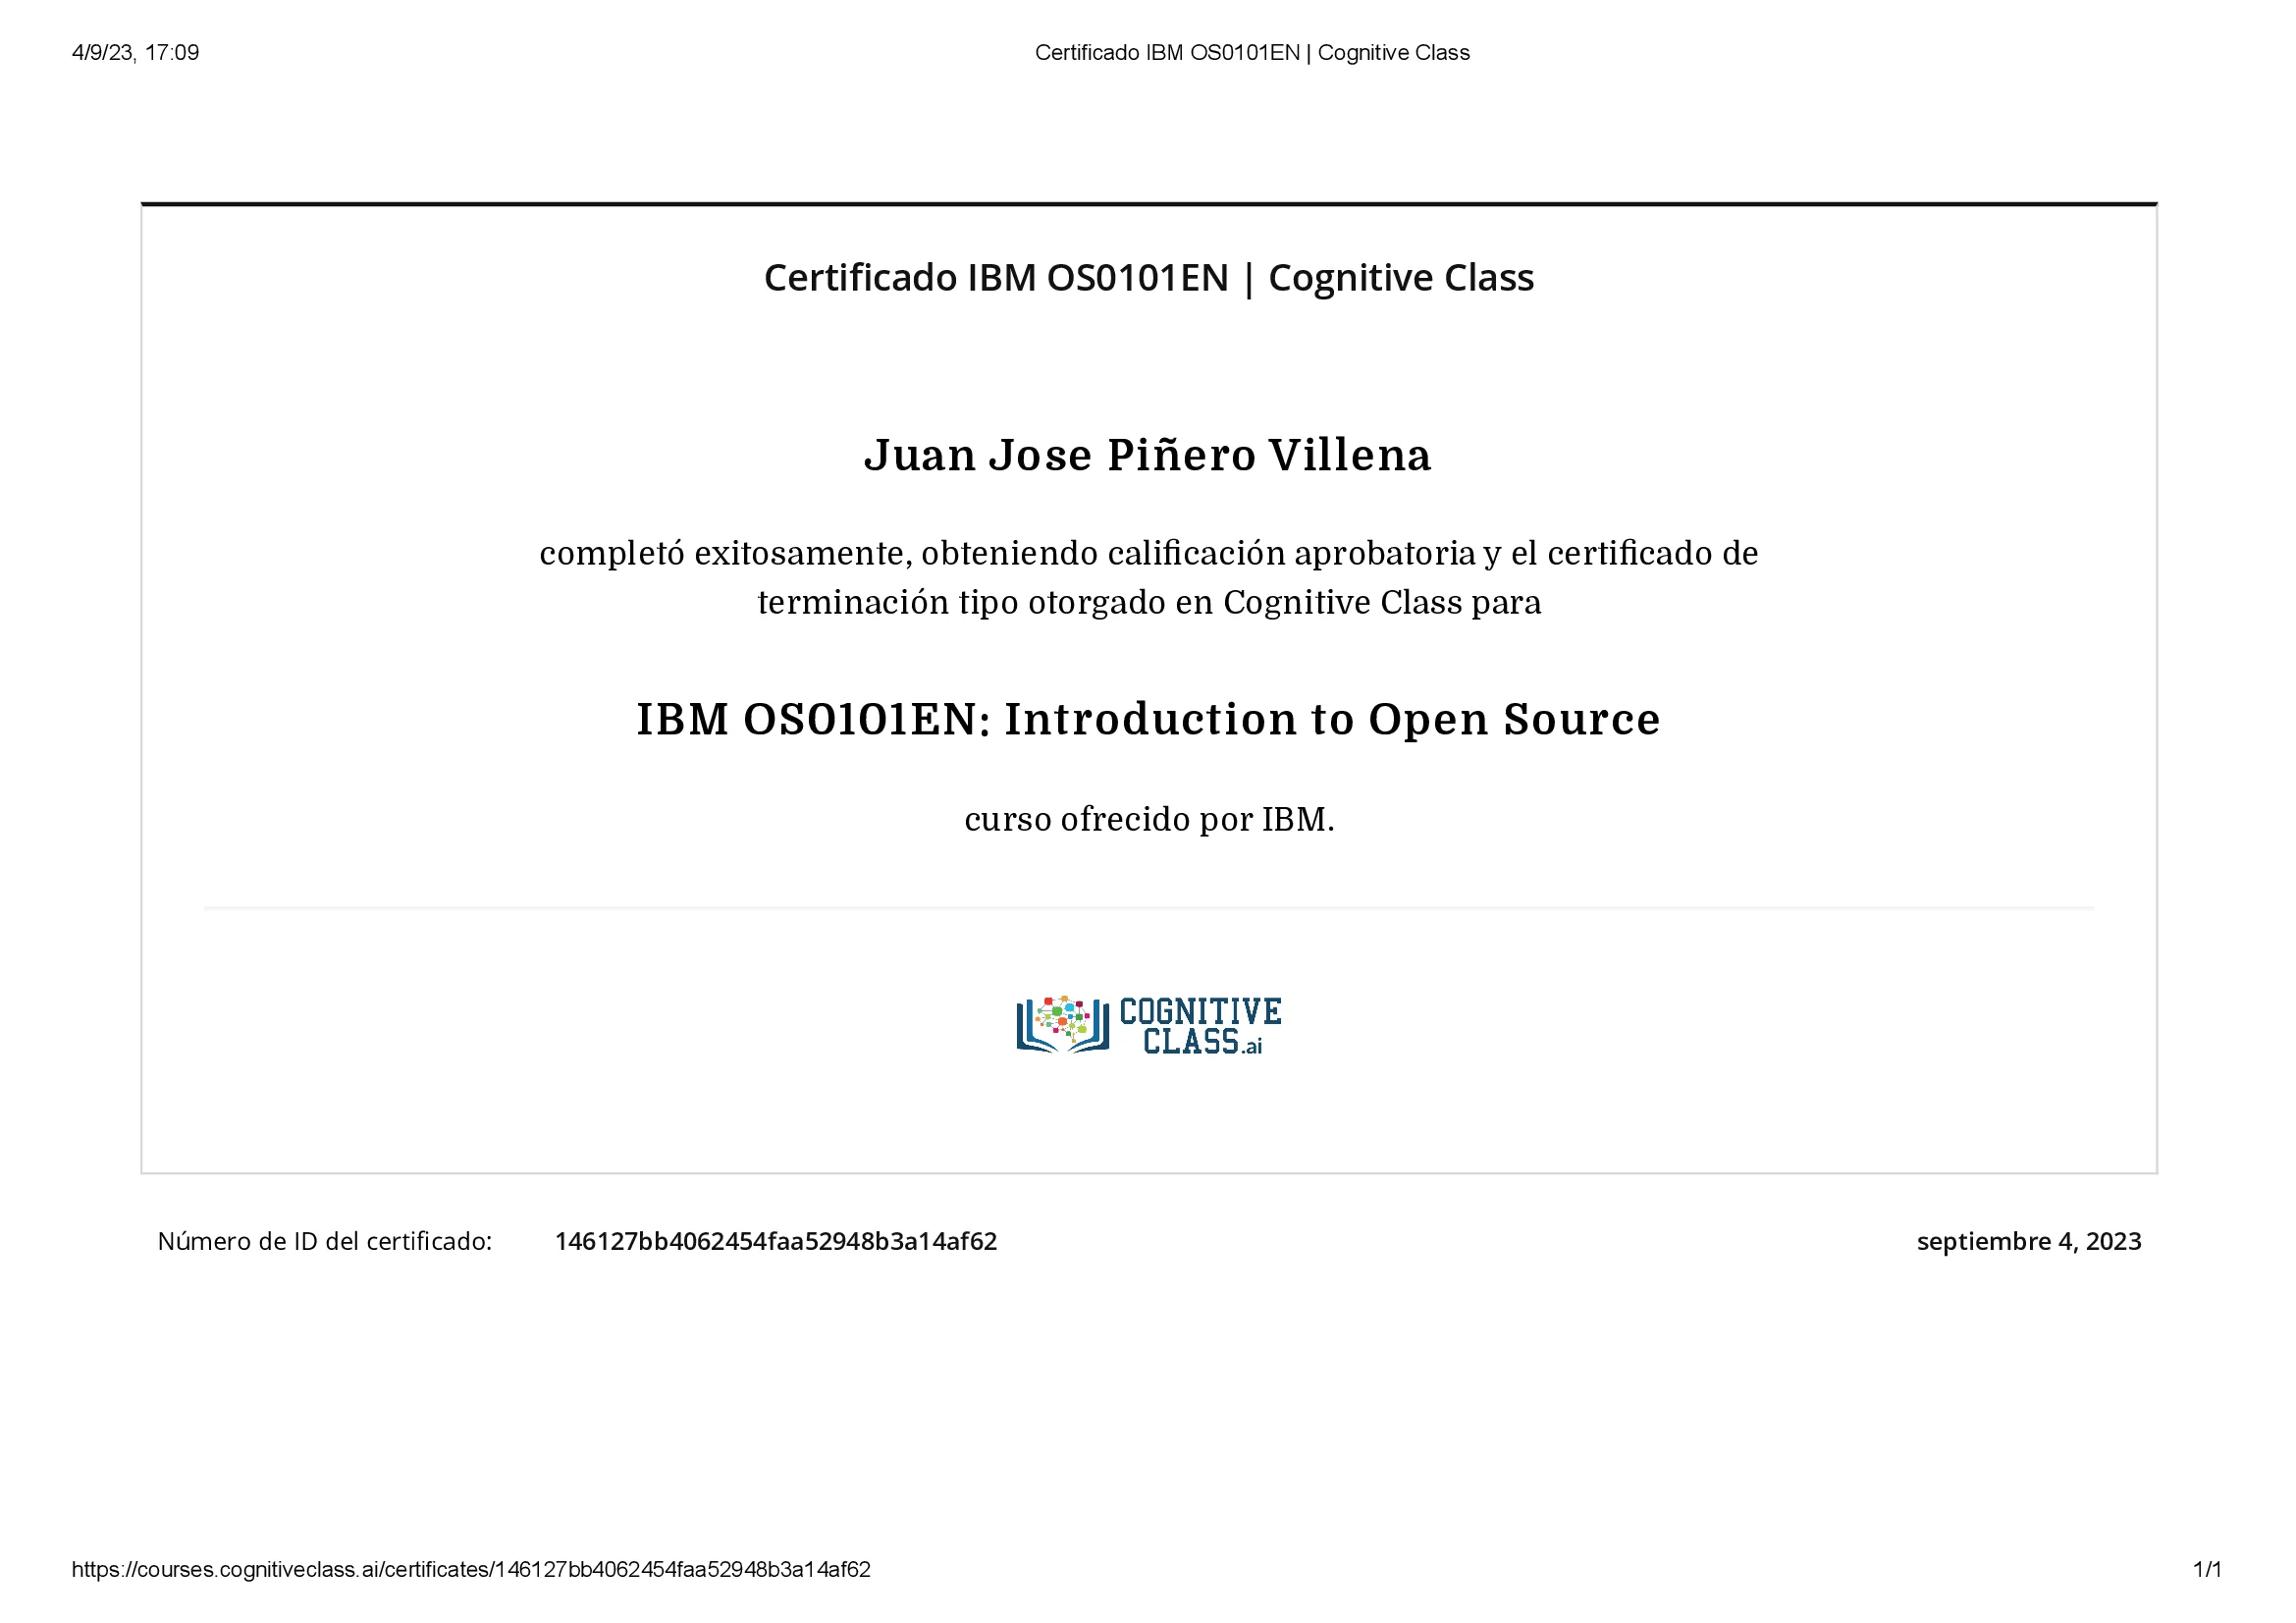 4/9/23, 17:09
Certificado IBM OS0101EN | Cognitive Class
Certificado IBM OS0101EN | Cognitive Class
Juan Jose Piñero Villena
completó exitosamente, obteniendo calificación aprobatoria y el certificado de
terminación tipo otorgado en Cognitive Class para
IBM OS0101EN: Introduction to Open Source
curso ofrecido por IBM.
COGNITIVE
CLASS.ai
Número de ID del certificado: 146127bb4062454faa52948b3a14af62
septiembre 4, 2023
https://courses.cognitiveclass.ai/certificates/146127bb4062454faa52948b3a14af62
1/1